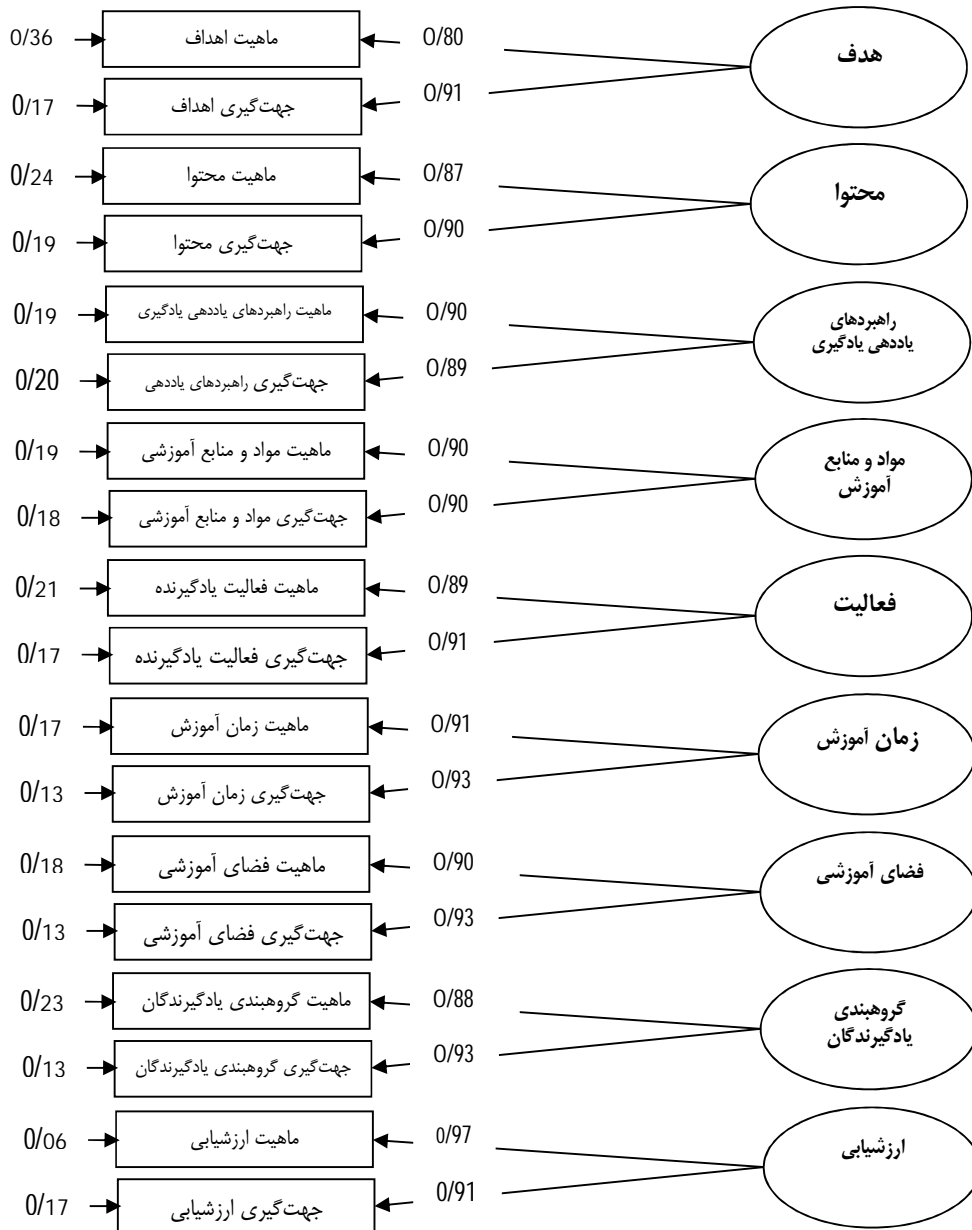 هدف
0/80
ماهیت اهداف
0/36
0/91
جهت‌گیری اهداف
0/17
محتوا
0/87
ماهیت محتوا
0/24
0/90
جهت‌گیری محتوا
0/19
راهبردهای
یاددهی یادگیری
0/90
ماهیت راهبردهای یاددهی یادگیری
0/19
0/89
جهت‌گیری راهبردهای یاددهی
0/20
مواد و منابع
آموزش
0/90
ماهیت مواد و منابع آموزشی
0/19
0/90
جهت‌گیری مواد و منابع آموزشی
0/18
فعالیت
0/89
ماهیت فعالیت یادگیرنده
0/21
0/91
جهت‌گیری فعالیت یادگیرنده
0/17
زمان آموزش
0/91
ماهیت زمان آموزش
0/17
0/93
جهت‌گیری زمان آموزش
0/13
فضای آموزشی
0/90
ماهیت فضای آموزشی
0/18
0/93
جهت‌گیری فضای آموزشی
0/13
گروهبندی
یادگیرندگان
0/88
ماهیت گروهبندی یادگیرندگان
0/23
0/93
جهت‌گیری گروهبندی یادگیرندگان
0/13
ارزشیابی
0/97
ماهیت ارزشیابی
0/06
0/91
جهت‌گیری ارزشیابی
0/17